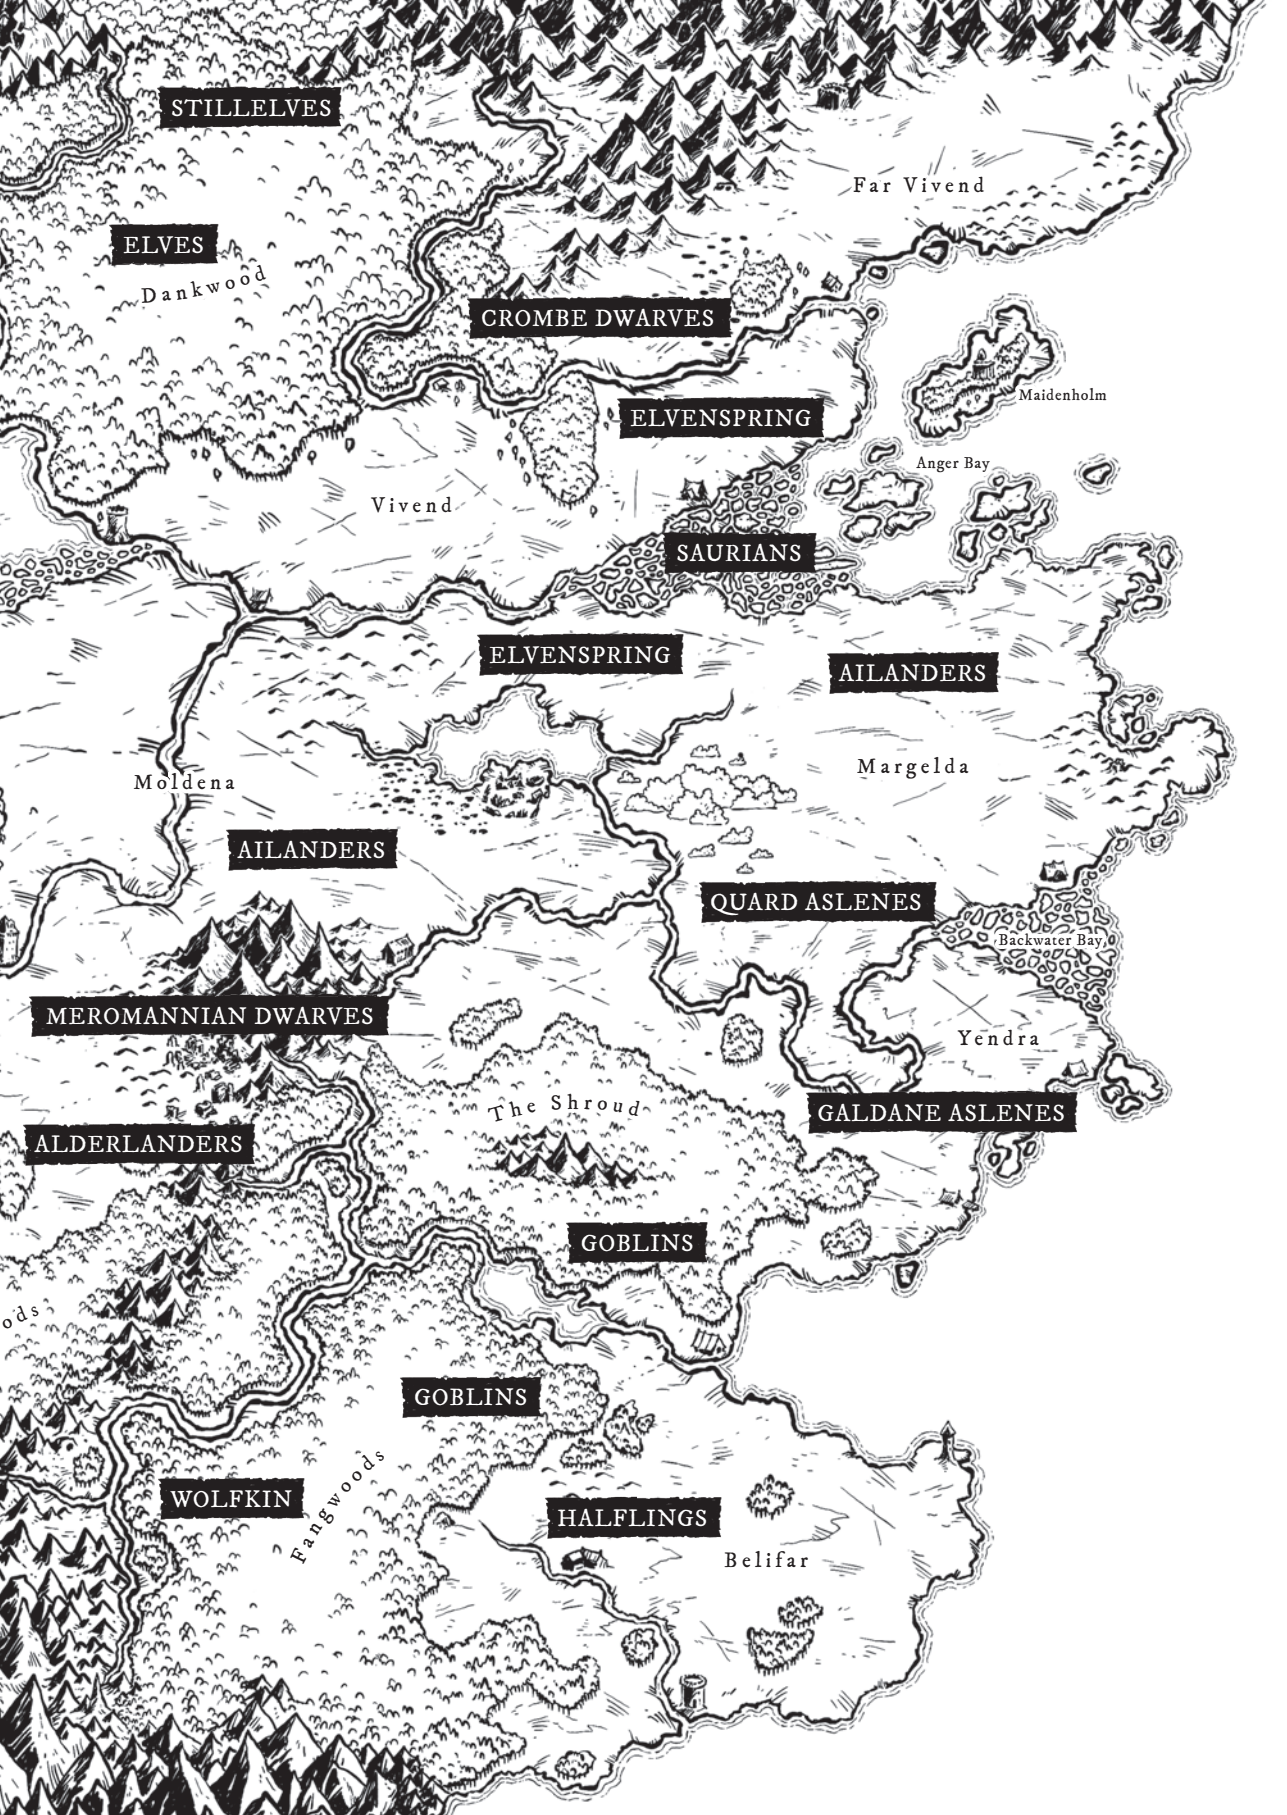 STILLELVES
Far Vivend
ELVES
Dankwood
CROMBE DWARVES
Maidenholm
ELVENSPRING
Anger Bay
Vivend
SAURIANS
ELVENSPRING
AILANDERS
Margelda
Moldena
AILANDERS
QUARD ASLENES
Backwater Bay
MEROMANNIAN DWARVES
Yendra
The Shroud
GALDANE ASLENES
ALDERLANDERS
GOBLINS
ods
GOBLINS
WOLFKIN
Fangwoods
HALFLINGS
Belifar